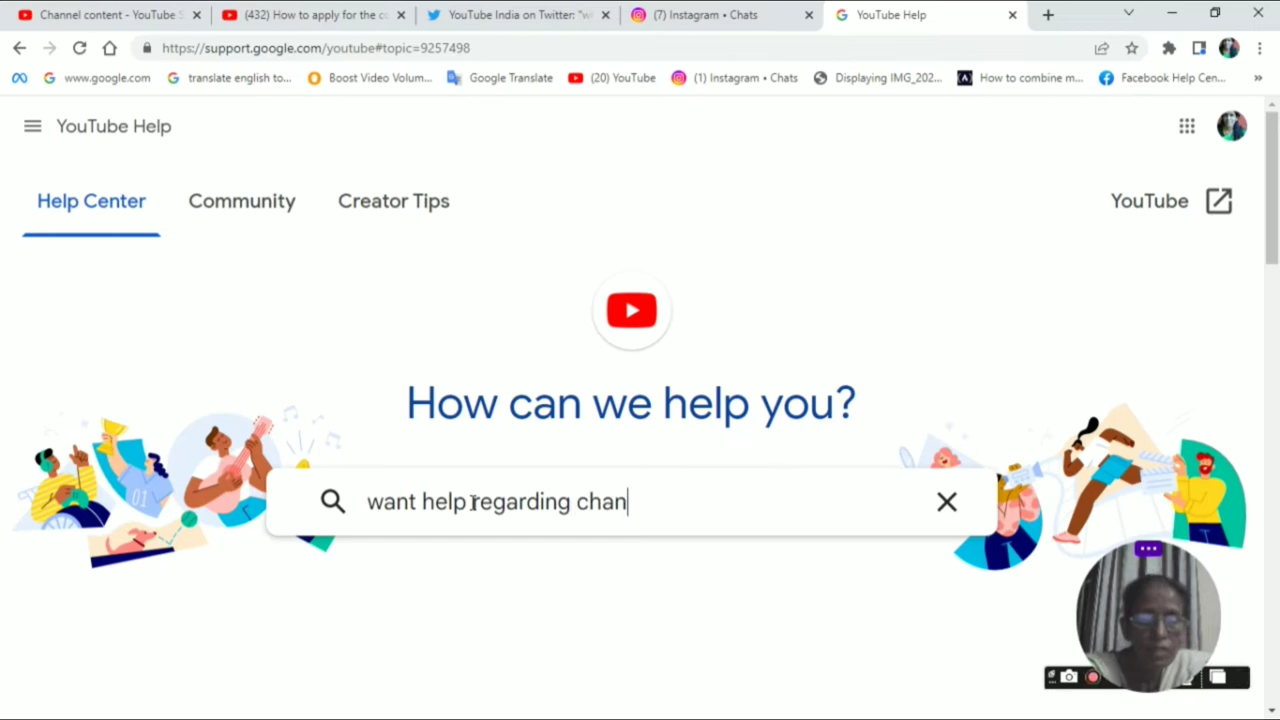 Channel content - YouTube S
(432) How to apply for the co
YouTube India on Twitter: "wi
(7) Instagram • Chats
YouTube Help
https://support.google.com/youtube#topic=9257498
www.google.com
translate english to...
Boost Video Volum...
Google Translate
(20) YouTube
(1) Instagram • Chats
Displaying IMG_202...
How to combine m...
Facebook Help Cen...
YouTube Help
Help Center
Community
Creator Tips
YouTube
How can we help you?
01
want help regarding chan